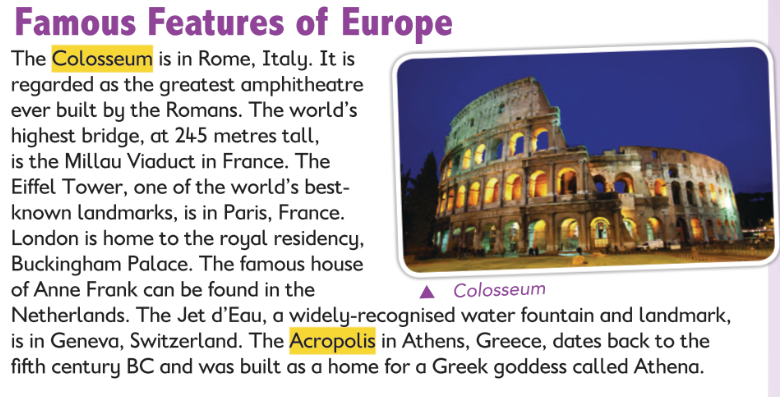 Famous Features of Europe
The Colosseum is in Rome, Italy. It is
regarded as the greatest amphitheatre
ever built by the Romans. The world's
highest bridge, at 245 metres tall,
is the Millau Viaduct in France. The
Eiffel Tower, one of the world's best-
known landmarks, is in Paris, France.
London is home to the royal residency,
Buckingham Palace. The famous house
of Anne Frank can be found in the
Netherlands. The Jet d'Eau, a widely-recognised water fountain and landmark,
is in Geneva, Switzerland. The Acropolis in Athens, Greece, dates back to the
fifth century BC and was built as a home for a Greek goddess called Athena.
▲ Colosseum